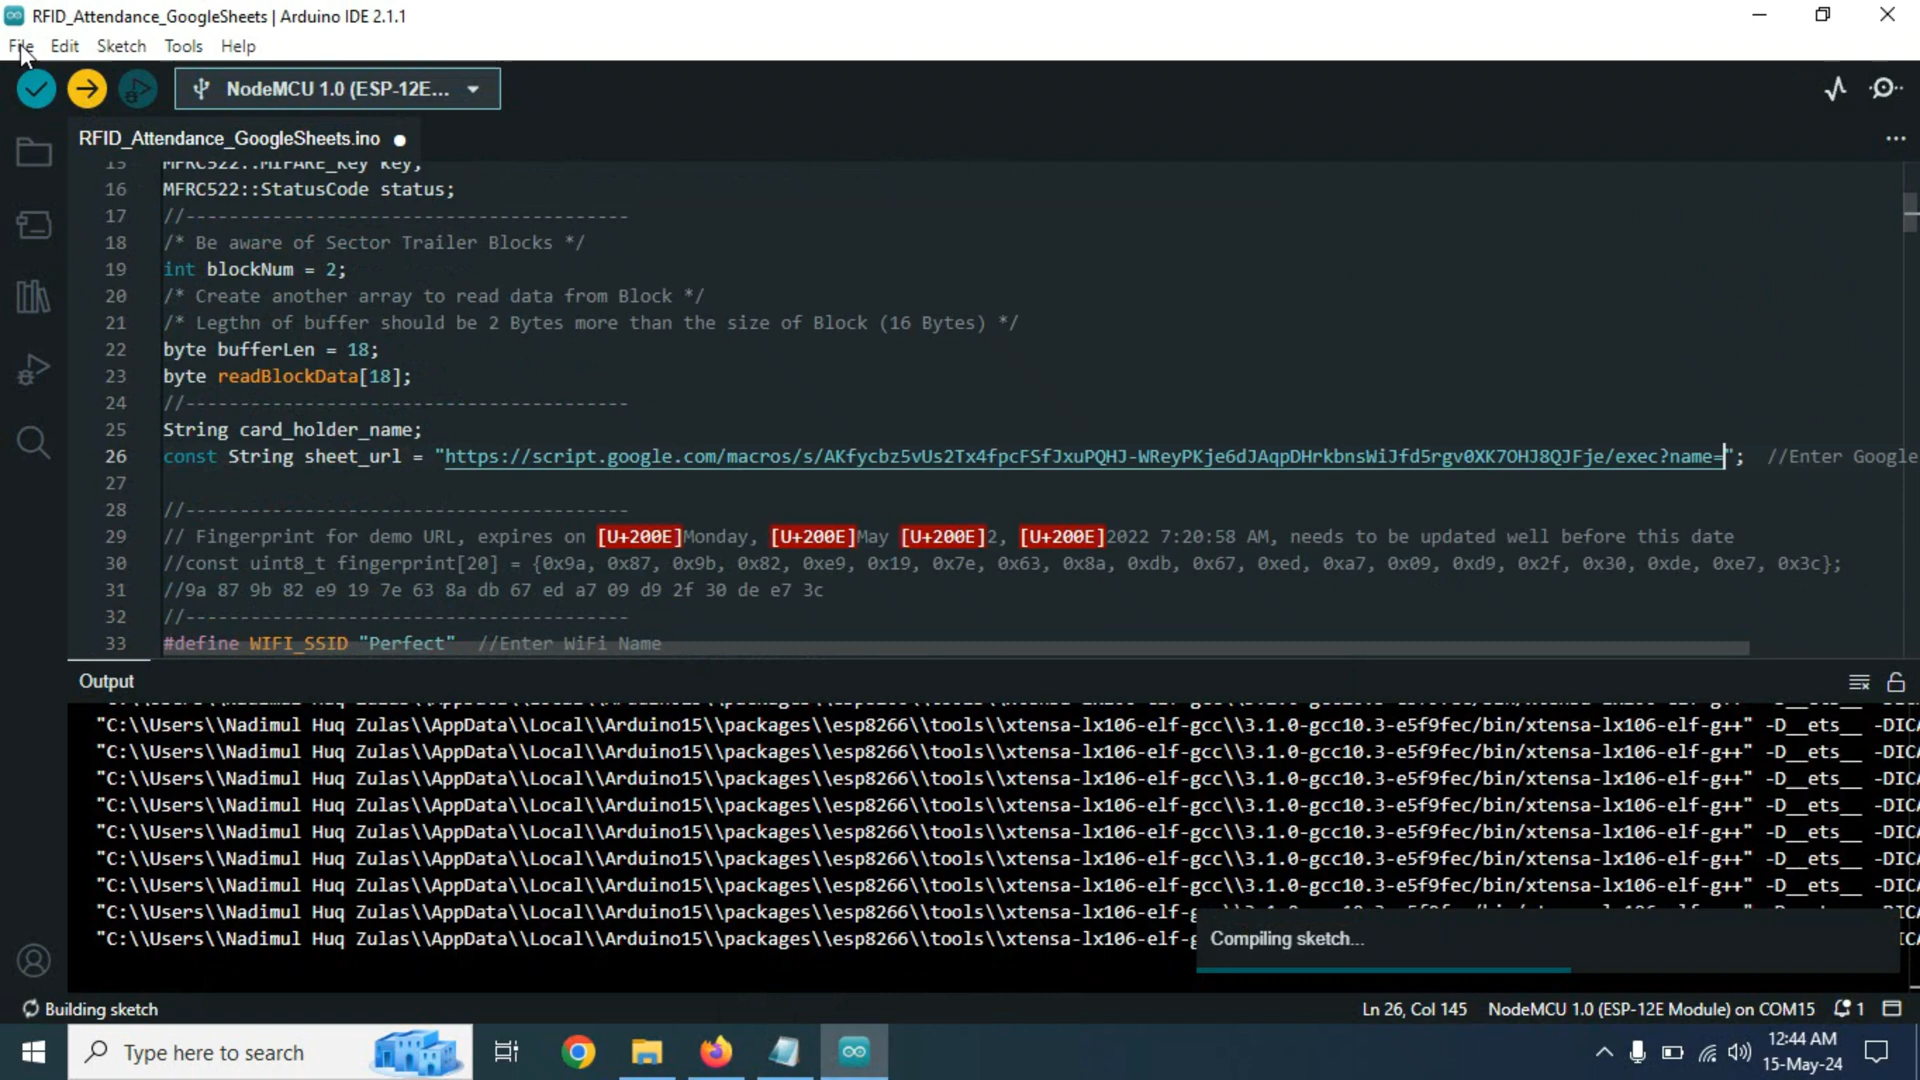 RFID_Attendance_GoogleSheets | Arduino IDE 2.1.1
File Edit Sketch Tools Help
NodeMCU 1.0 (ESP-12E...
RFID_Attendance_GoogleSheets.ino
15 MFRC522::MIFARE_Key key;
16 MFRC522::StatusCode status;
17 //-----------------------------------------
18 /* Be aware of Sector Trailer Blocks */
19 int blockNum = 2;
20 /* Create another array to read data from Block */
21 /* Legthn of buffer should be 2 Bytes more than the size of Block (16 Bytes) */
22 byte bufferLen = 18;
23 byte readBlockData[18];
24 //-----------------------------------------
25 String card_holder_name;
26 const String sheet_url = "https://script.google.com/macros/s/AKfycbz5vUs2Tx4fpcFSfJxuPQHJ-WReyPKje6dJAqpDHrkbnsWiJfd5rgv0XK7OHJ8QJFje/exec?name="; //Enter Google
27
28 //-----------------------------------------
29 // Fingerprint for demo URL, expires on [U+200E]Monday, [U+200E]May [U+200E]2, [U+200E]2022 7:20:58 AM, needs to be updated well before this date
30 //const uint8_t fingerprint[20] = {0x9a, 0x87, 0x9b, 0x82, 0xe9, 0x19, 0x7e, 0x63, 0x8a, 0xdb, 0x67, 0xed, 0xa7, 0x09, 0xd9, 0x2f, 0x30, 0xde, 0xe7, 0x3c};
31 //9a 87 9b 82 e9 19 7e 63 8a db 67 ed a7 09 d9 2f 30 de e7 3c
32 //-----------------------------------------
33 #define WIFI_SSID "Perfect" //Enter WiFi Name
Output
"C:\\Users\\Nadimul Huq Zulas\\AppData\\Local\\Arduino15\\packages\\esp8266\\tools\\xtensa-lx106-elf-gcc\\3.1.0-gcc10.3-e5f9fec/bin/xtensa-lx106-elf-g++" -D__ets__ -DICA
"C:\\Users\\Nadimul Huq Zulas\\AppData\\Local\\Arduino15\\packages\\esp8266\\tools\\xtensa-lx106-elf-gcc\\3.1.0-gcc10.3-e5f9fec/bin/xtensa-lx106-elf-g++" -D__ets__ -DICA
"C:\\Users\\Nadimul Huq Zulas\\AppData\\Local\\Arduino15\\packages\\esp8266\\tools\\xtensa-lx106-elf-gcc\\3.1.0-gcc10.3-e5f9fec/bin/xtensa-lx106-elf-g++" -D__ets__ -DICA
"C:\\Users\\Nadimul Huq Zulas\\AppData\\Local\\Arduino15\\packages\\esp8266\\tools\\xtensa-lx106-elf-gcc\\3.1.0-gcc10.3-e5f9fec/bin/xtensa-lx106-elf-g++" -D__ets__ -DICA
"C:\\Users\\Nadimul Huq Zulas\\AppData\\Local\\Arduino15\\packages\\esp8266\\tools\\xtensa-lx106-elf-gcc\\3.1.0-gcc10.3-e5f9fec/bin/xtensa-lx106-elf-g++" -D__ets__ -DICA
"C:\\Users\\Nadimul Huq Zulas\\AppData\\Local\\Arduino15\\packages\\esp8266\\tools\\xtensa-lx106-elf-gcc\\3.1.0-gcc10.3-e5f9fec/bin/xtensa-lx106-elf-g++" -D__ets__ -DICA
"C:\\Users\\Nadimul Huq Zulas\\AppData\\Local\\Arduino15\\packages\\esp8266\\tools\\xtensa-lx106-elf-gcc\\3.1.0-gcc10.3-e5f9fec/bin/xtensa-lx106-elf-g++" -D__ets__ -DICA
"C:\\Users\\Nadimul Huq Zulas\\AppData\\Local\\Arduino15\\packages\\esp8266\\tools\\xtensa-lx106-elf-g
"C:\\Users\\Nadimul Huq Zulas\\AppData\\Local\\Arduino15\\packages\\esp8266\\tools\\xtensa-lx106-elf-g
Compiling sketch...
Building sketch
Ln 26, Col 145 NodeMCU 1.0 (ESP-12E Module) on COM15 1
Type here to search
12:44 AM
15-May-24